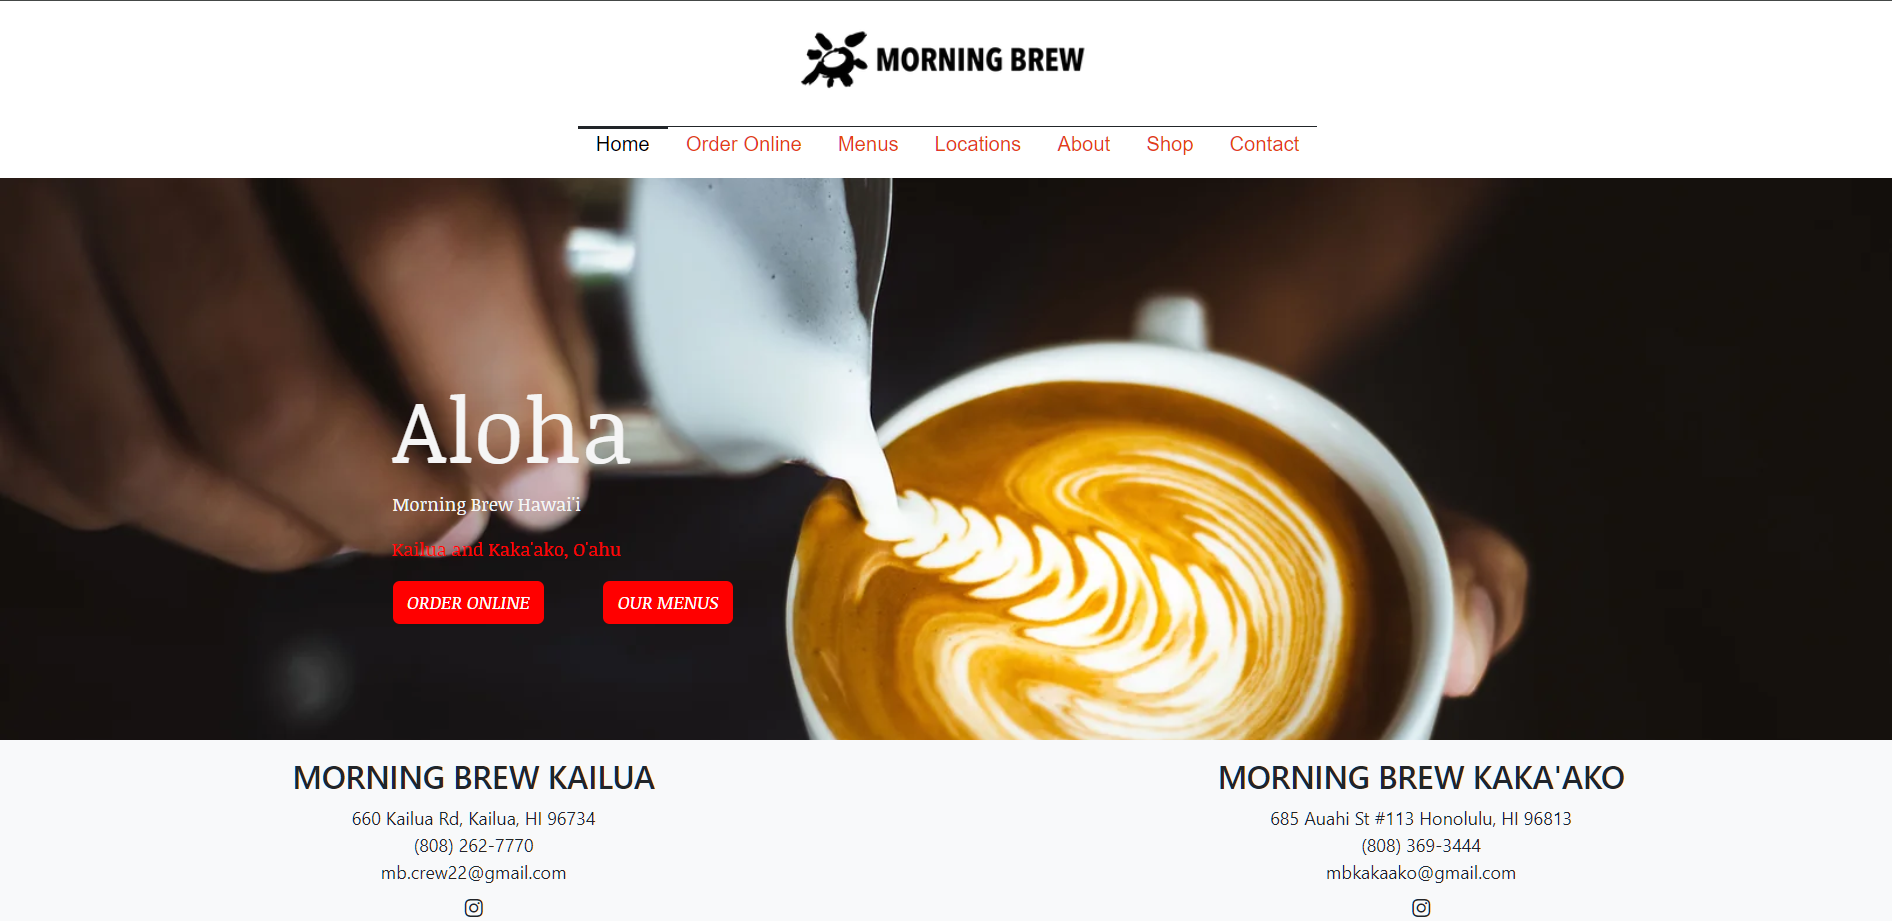 MORNING BREW
Home Order Online Menus Locations About Shop Contact
Aloha
Morning Brew Hawai'i
Kailua and Kaka'ako, O'ahu
ORDER ONLINE OUR MENUS
MORNING BREW KAILUA
660 Kailua Rd, Kailua, HI 96734
(808) 262-7770
mb.crew22@gmail.com
MORNING BREW KAKA'AKO
685 Auahi St #113 Honolulu, HI 96813
(808) 369-3444
mbkakaako@gmail.com